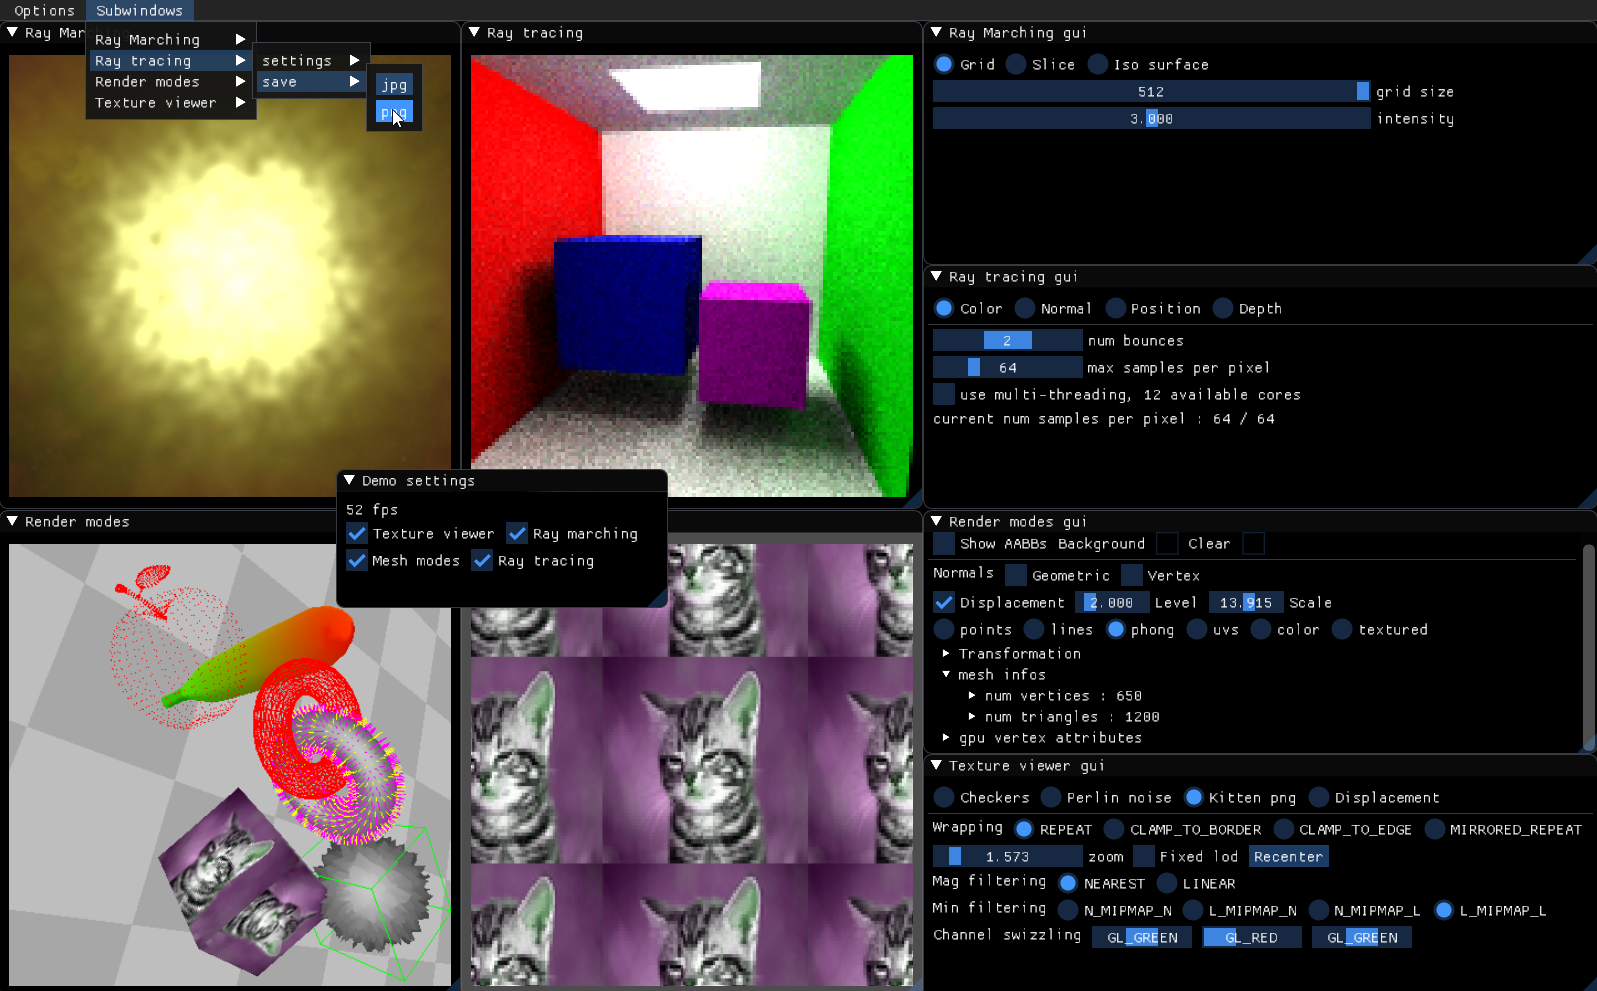 Options Subwindows
Ray Mar
Ray Marching
Ray tracing
Render modes
Texture viewer
settings
save
jpg
Ray tracing
Ray Marching gui
Grid Slice Iso surface
512 grid size
3.000 intensity
Ray tracing gui
Color Normal Position Depth
2 num bounces
64 max samples per pixel
use multi-threading, 12 available cores
current num samples per pixel : 64 / 64
Demo settings
52 fps
Texture viewer Ray marching
Mesh modes Ray tracing
Render modes
Render modes gui
Show AABBs Background Clear
Normals Geometric Vertex
Displacement 2.000 Level 13.915 Scale
points lines phong uvs color textured
Transformation
mesh infos
num vertices : 650
num triangles : 1200
gpu vertex attributes
Texture viewer gui
Checkers Perlin noise Kitten png Displacement
Wrapping REPEAT CLAMP_TO_BORDER CLAMP_TO_EDGE MIRRORED_REPEAT
1.573 zoom Fixed lod Recenter
Mag filtering NEAREST LINEAR
Min filtering N_MIPMAP_N L_MIPMAP_N N_MIPMAP_L L_MIPMAP_L
Channel swizzling GL_GREEN GL_RED GL_GREEN